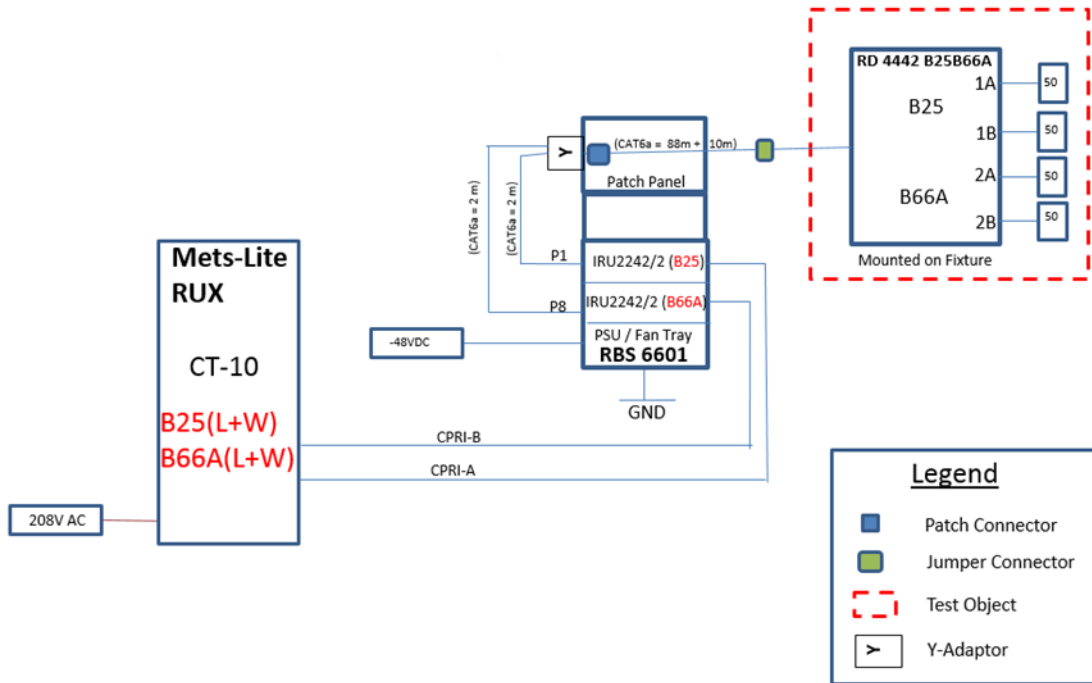 RD 4442 B25B66A
B25
B66A
1A
1B
2A
2B
50
50
50
50
Mounted on Fixture
Y
(CAT6a = 88m + 10m)
Patch Panel
(CAT6a = 2 m)
(CAT6a = 2 m)
P1
P8
IRU2242/2 (B25)
IRU2242/2 (B66A)
PSU / Fan Tray
RBS 6601
-48VDC
GND
Mets-Lite
RUX
CT-10
B25(L+W)
B66A(L+W)
CPRI-B
CPRI-A
208V AC
Legend
Patch Connector
Jumper Connector
Test Object
Y
Y-Adaptor